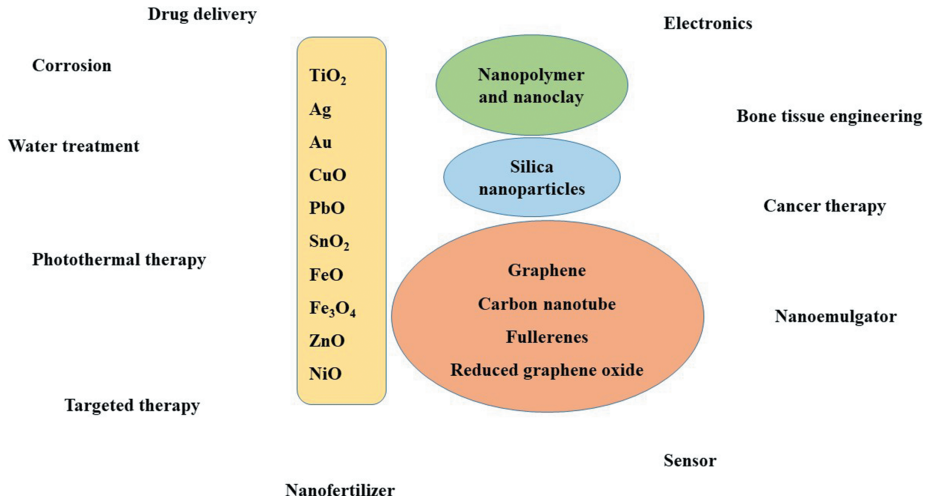 Drug delivery
Electronics
Corrosion
Water treatment
Photothermal therapy
Targeted therapy
Nanofertilizer
TiO₂
Ag
Au
CuO
PbO
SnO₂
FeO
Fe₃O₄
ZnO
NiO
Nanopolymer
and nanoclay
Silica
nanoparticles
Graphene
Carbon nanotube
Fullerenes
Reduced graphene oxide
Bone tissue engineering
Cancer therapy
Nanoemulgator
Sensor